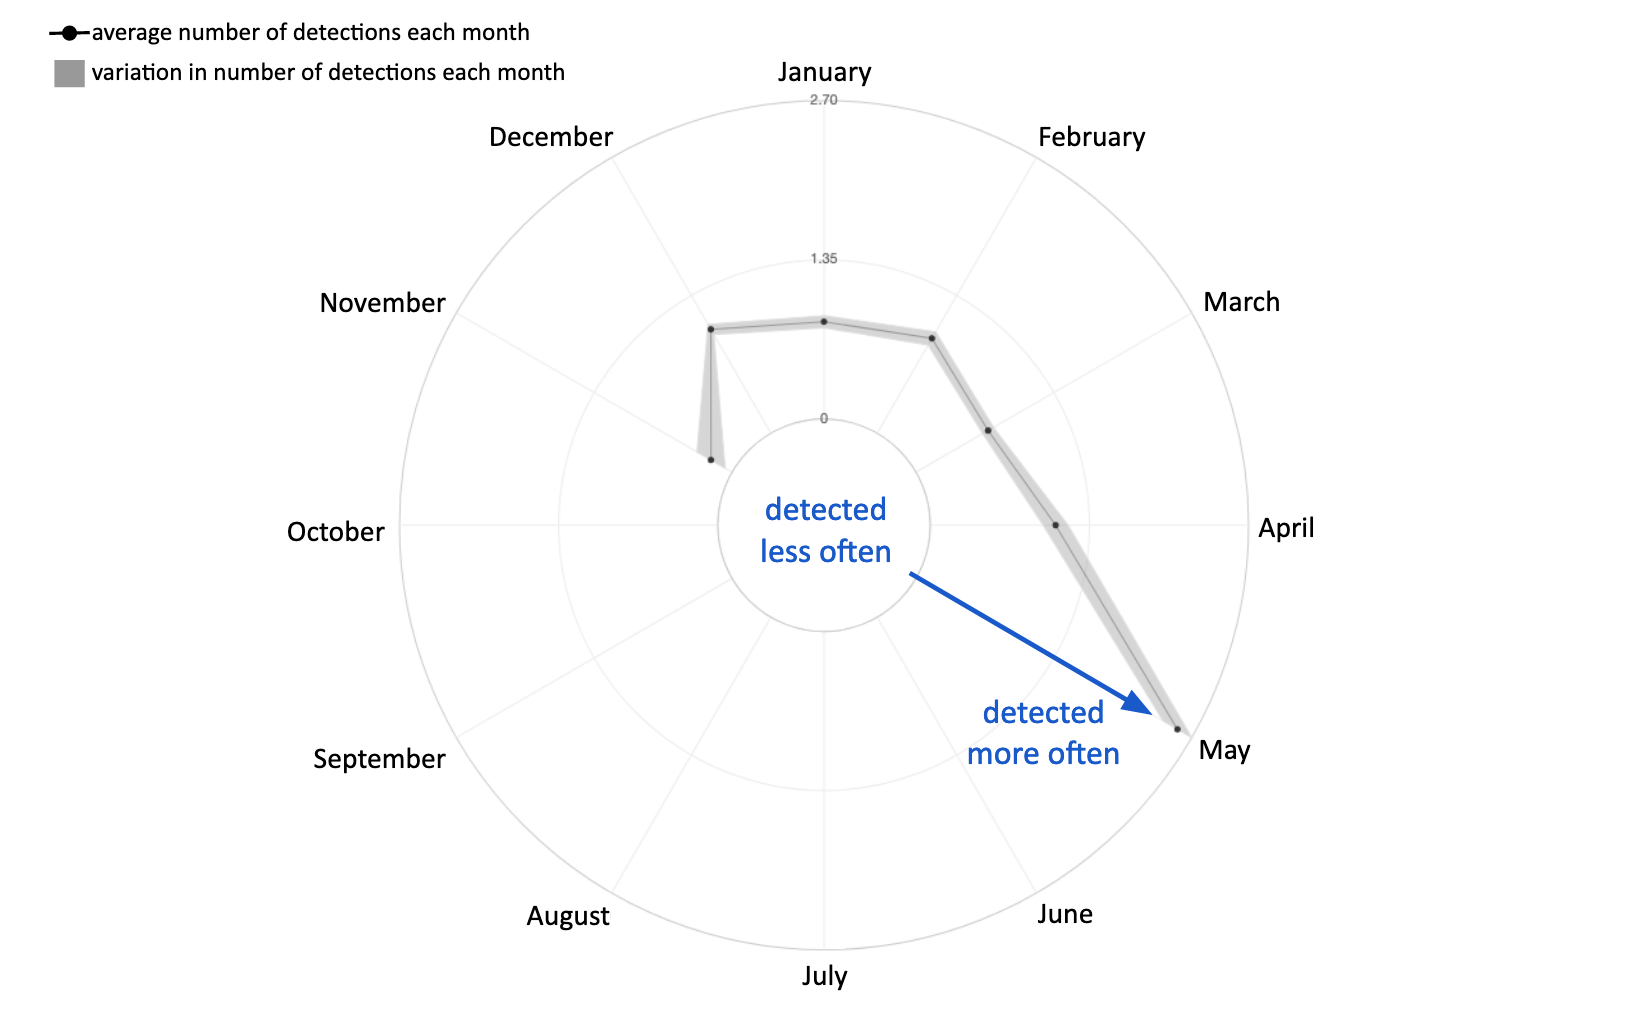 average number of detections each month
variation in number of detections each month
January
2.70
December
February
1.35
November
March
0
detected
less often
October
April
detected
more often
May
September
August
June
July